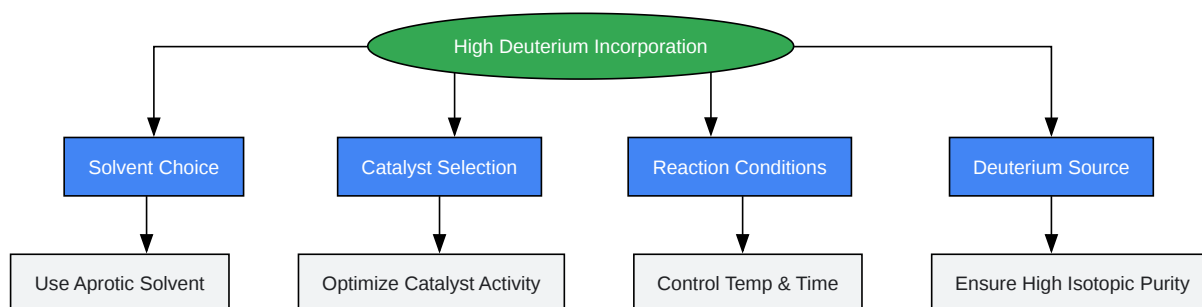 High Deuterium Incorporation
Solvent Choice
Catalyst Selection
Reaction Conditions
Deuterium Source
Use Aprotic Solvent
Optimize Catalyst Activity
Control Temp & Time
Ensure High Isotopic Purity